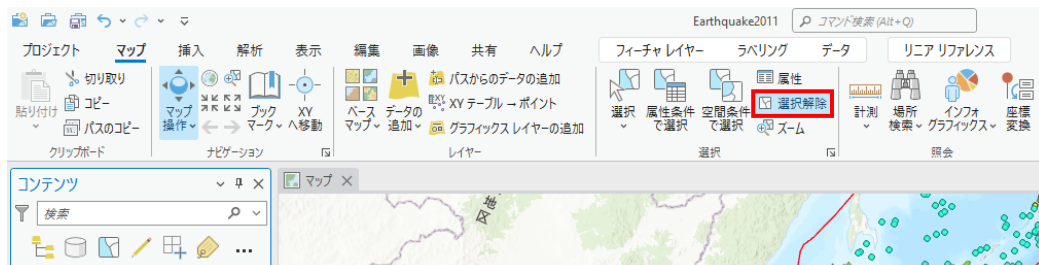 Earthquake2011 コマンド検索 (Alt+Q)
プロジェクト マップ 挿入 解析 表示 編集 画像 共有 ヘルプ フィーチャ レイヤー ラベリング データ リニア リファレンス
貼り付け
切り取り
コピー
パスのコピー
クリップボード
マップ
操作
ブック
マーク
XY
へ移動
ナビゲーション
ベース
マップ
データの
追加
パスからのデータの追加
XY テーブル → ポイント
グラフィックス レイヤーの追加
レイヤー
選択
属性条件
で選択
空間条件
で選択
属性
選択解除
ズーム
選択
計測
場所
検索
インフォ
グラフィックス
座標
変換
照会
コンテンツ
検索
マップ
地
区